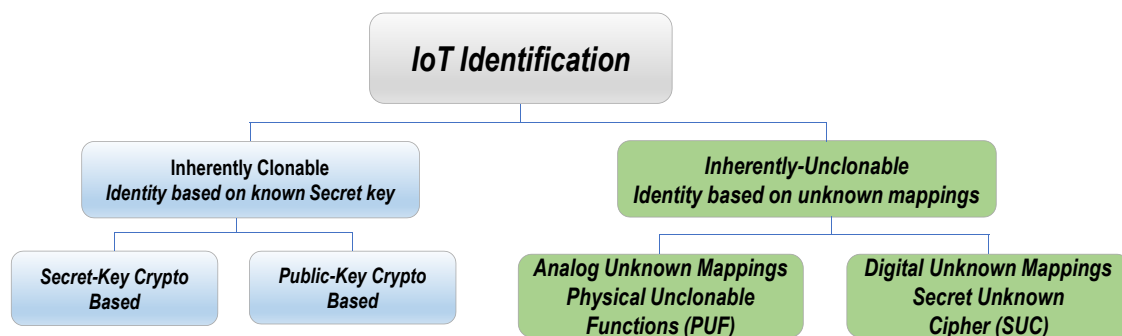 IoT Identification
Inherently Clonable
Identity based on known Secret key
Inherently-Unclonable
Identity based on unknown mappings
Secret-Key Crypto
Based
Public-Key Crypto
Based
Analog Unknown Mappings
Physical Unclonable
Functions (PUF)
Digital Unknown Mappings
Secret Unknown
Cipher (SUC)